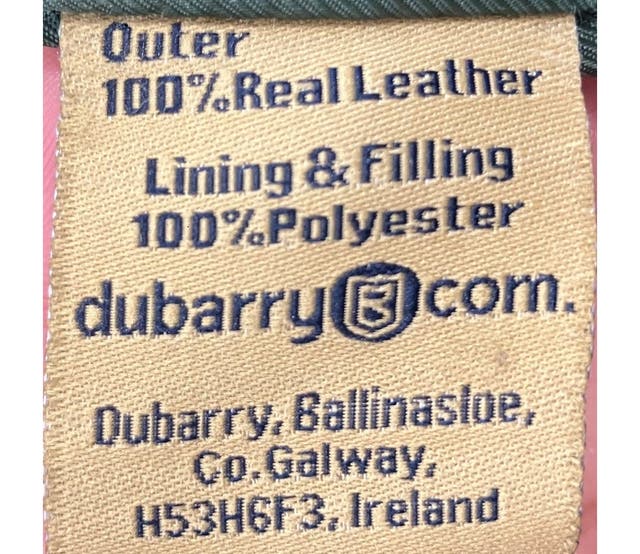 Outer
100%Real Leather
Lining & Filling
100%Polyester
dubarry com.
Dubarry, Ballinasloe,
Co.Galway,
H53H6F3, Ireland